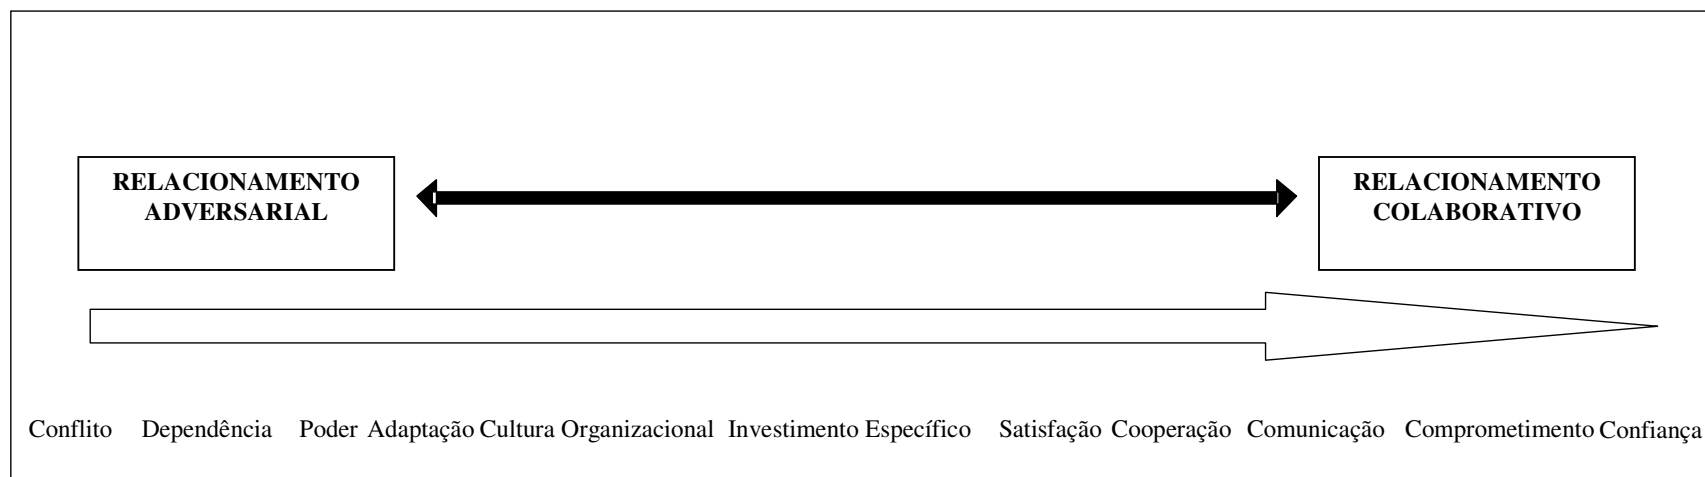 RELACIONAMENTO
ADVERSARIAL
RELACIONAMENTO
COLABORATIVO
Conflito Dependência Poder Adaptação Cultura Organizacional Investimento Específico Satisfação Cooperação Comunicação Comprometimento Confiança